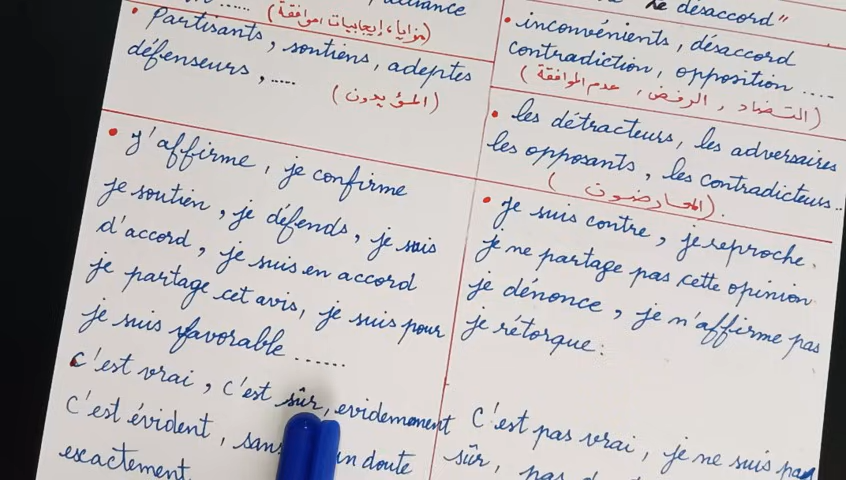 alliance
(مزايا، إيجابيات، موافقة)
• Partisants, soutiens, adeptes
défenseurs, .....
(المؤيدون)
• j'affirme, je confirme
je soutien, je défends, je suis
d'accord, je suis en accord
je partage cet avis, je suis pour
je suis favorable ......
c'est vrai, c'est sûr, evidemment
c'est évident, sans un doute
exactement
désaccord"
• inconvénients, désaccord
contradiction, opposition ....
(التضاد, الرفض, عدم الموافقة)
• les détracteurs, les adversaires
les opposants, les contradicteurs..
(المعارضون).
• je suis contre, je reproche.
je ne partage pas cette opinion
je dénonce, je n'affirme pas
je rétorque:
C'est pas vrai, je ne suis pas
sûr, pas